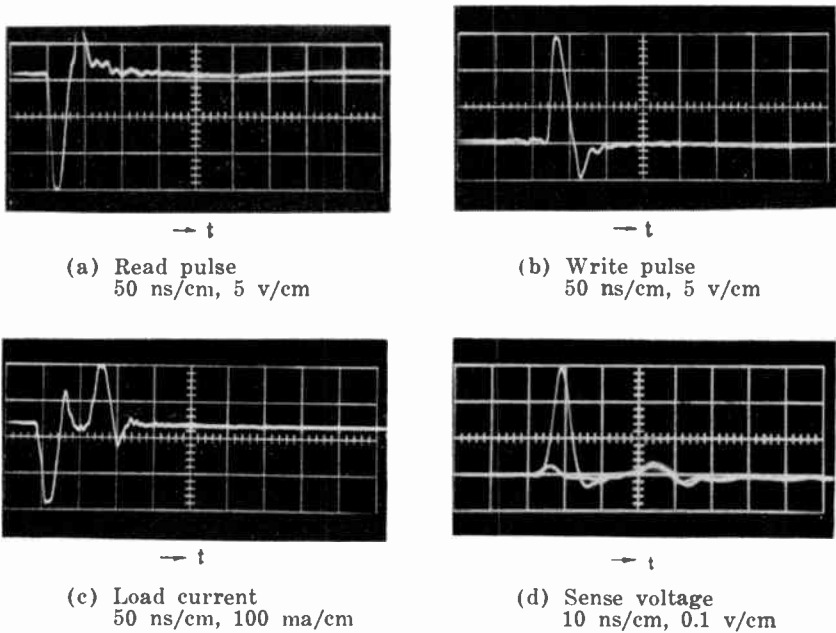 → t
(a) Read pulse
50 ns/cm, 5 v/cm
→ t
(b) Write pulse
50 ns/cm, 5 v/cm
→ t
(c) Load current
50 ns/cm, 100 ma/cm
→ t
(d) Sense voltage
10 ns/cm, 0.1 v/cm